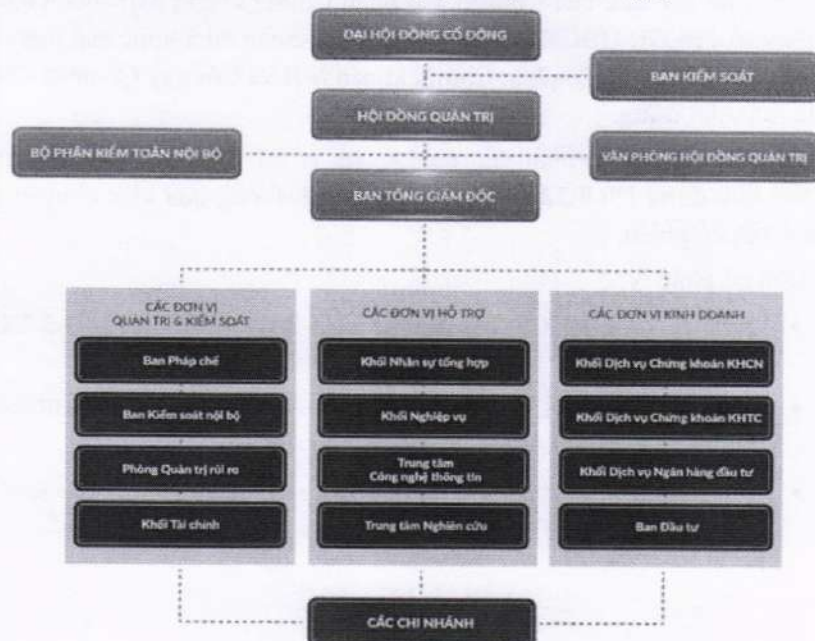 ĐẠI HỘI ĐỒNG CỔ ĐÔNG
BAN KIỂM SOÁT
HỘI ĐỒNG QUẢN TRỊ
BỘ PHẬN KIỂM TOÁN NỘI BỘ
VĂN PHÒNG HỘI ĐỒNG QUẢN TRỊ
BAN TỔNG GIÁM ĐỐC
CÁC ĐƠN VỊ
QUẢN TRỊ & KIỂM SOÁT
Ban Pháp chế
Ban Kiểm soát nội bộ
Phòng Quản trị rủi ro
Khối Tài chính
CÁC ĐƠN VỊ HỖ TRỢ
Khối Nhân sự tổng hợp
Khối Nghiệp vụ
Trung tâm
Công nghệ thông tin
Trung tâm Nghiên cứu
CÁC ĐƠN VỊ KINH DOANH
Khối Dịch vụ Chứng khoán KHCN
Khối Dịch vụ Chứng khoán KHTC
Khối Dịch vụ Ngân hàng đầu tư
Ban Đầu tư
CÁC CHI NHÁNH